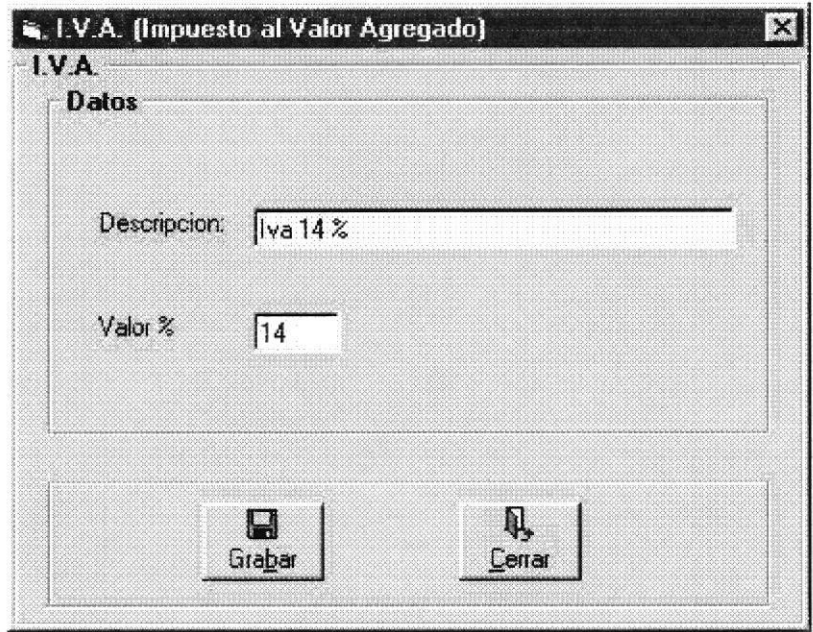 I.V.A. (Impuesto al Valor Agregado)
I.V.A.
Datos
Descripcion: Iva 14 %
Valor % 14
Grabar Cerrar